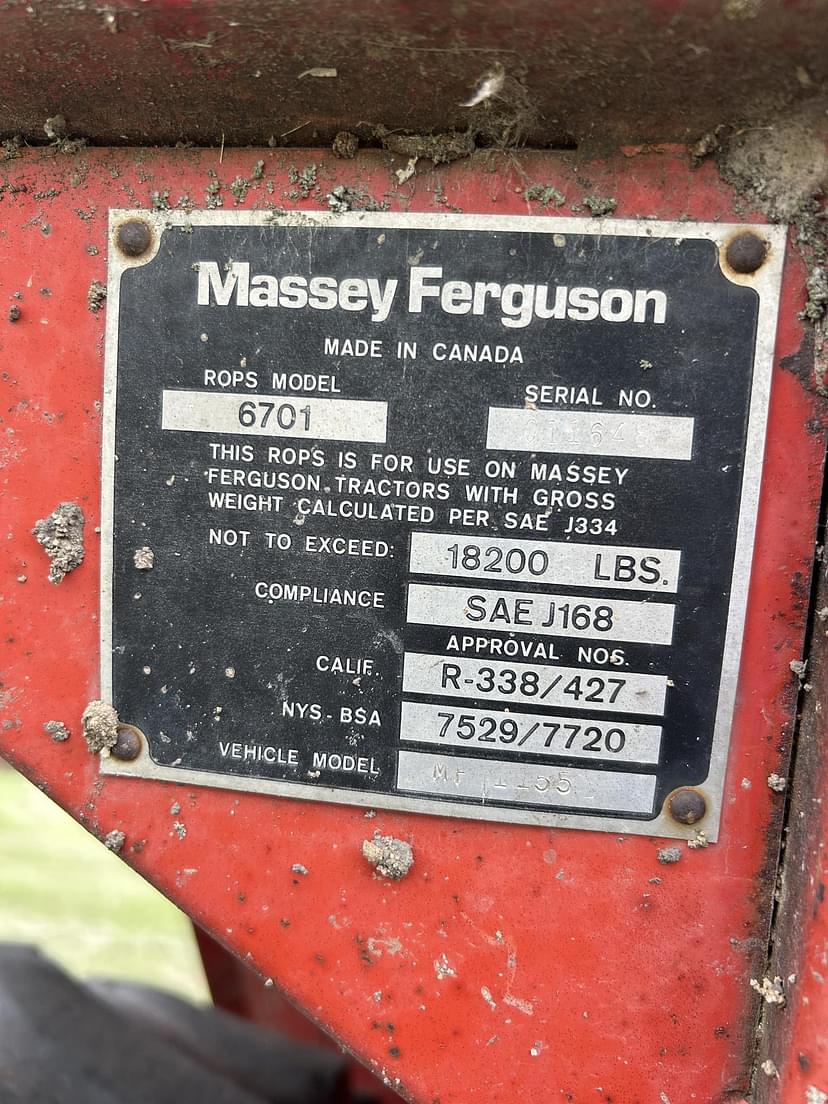 Massey Ferguson
MADE IN CANADA
ROPS MODEL SERIAL NO.
6701
THIS ROPS IS FOR USE ON MASSEY
FERGUSON TRACTORS WITH GROSS
WEIGHT CALCULATED PER SAE J334
NOT TO EXCEED: 18200 LBS.
COMPLIANCE SAE J168
APPROVAL NOS.
CALIF. R-338/427
NYS-BSA 7529/7720
VEHICLE MODEL MF 1155